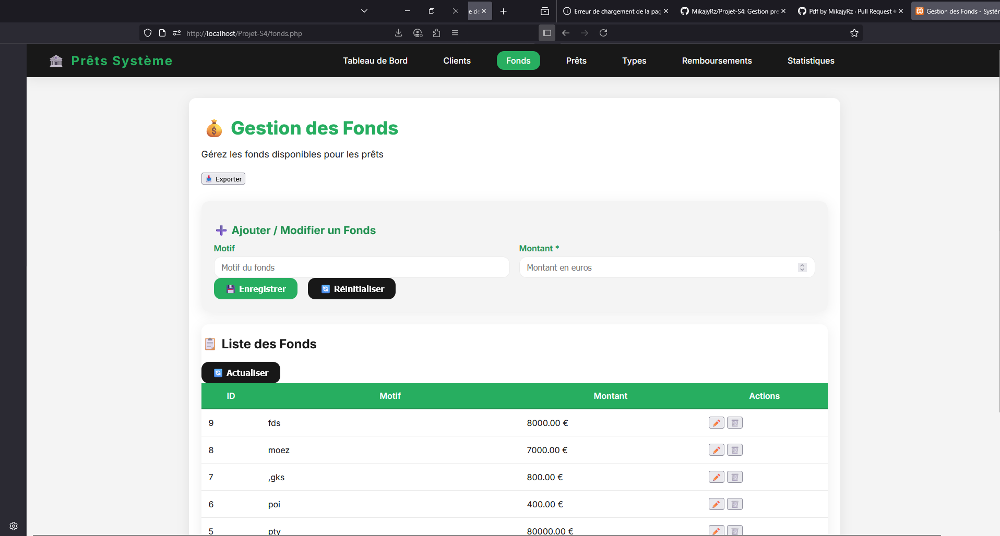 e de
Erreur de chargement de la pag
MikajyRz/Projet-S4: Gestion pre
Pdf by MikajyRz · Pull Request #
Gestion des Fonds - Systèm
http://localhost/Projet-S4/fonds.php
Prêts Système
Tableau de Bord
Clients
Fonds
Prêts
Types
Remboursements
Statistiques
Gestion des Fonds
Gérez les fonds disponibles pour les prêts
Exporter
Ajouter / Modifier un Fonds
Motif
Montant *
Motif du fonds
Montant en euros
Enregistrer
Réinitialiser
Liste des Fonds
Actualiser
ID Motif Montant Actions
9 fds 8000.00 €
8 moez 7000.00 €
7 ,gks 800.00 €
6 poi 400.00 €
5 pty 80000.00 €